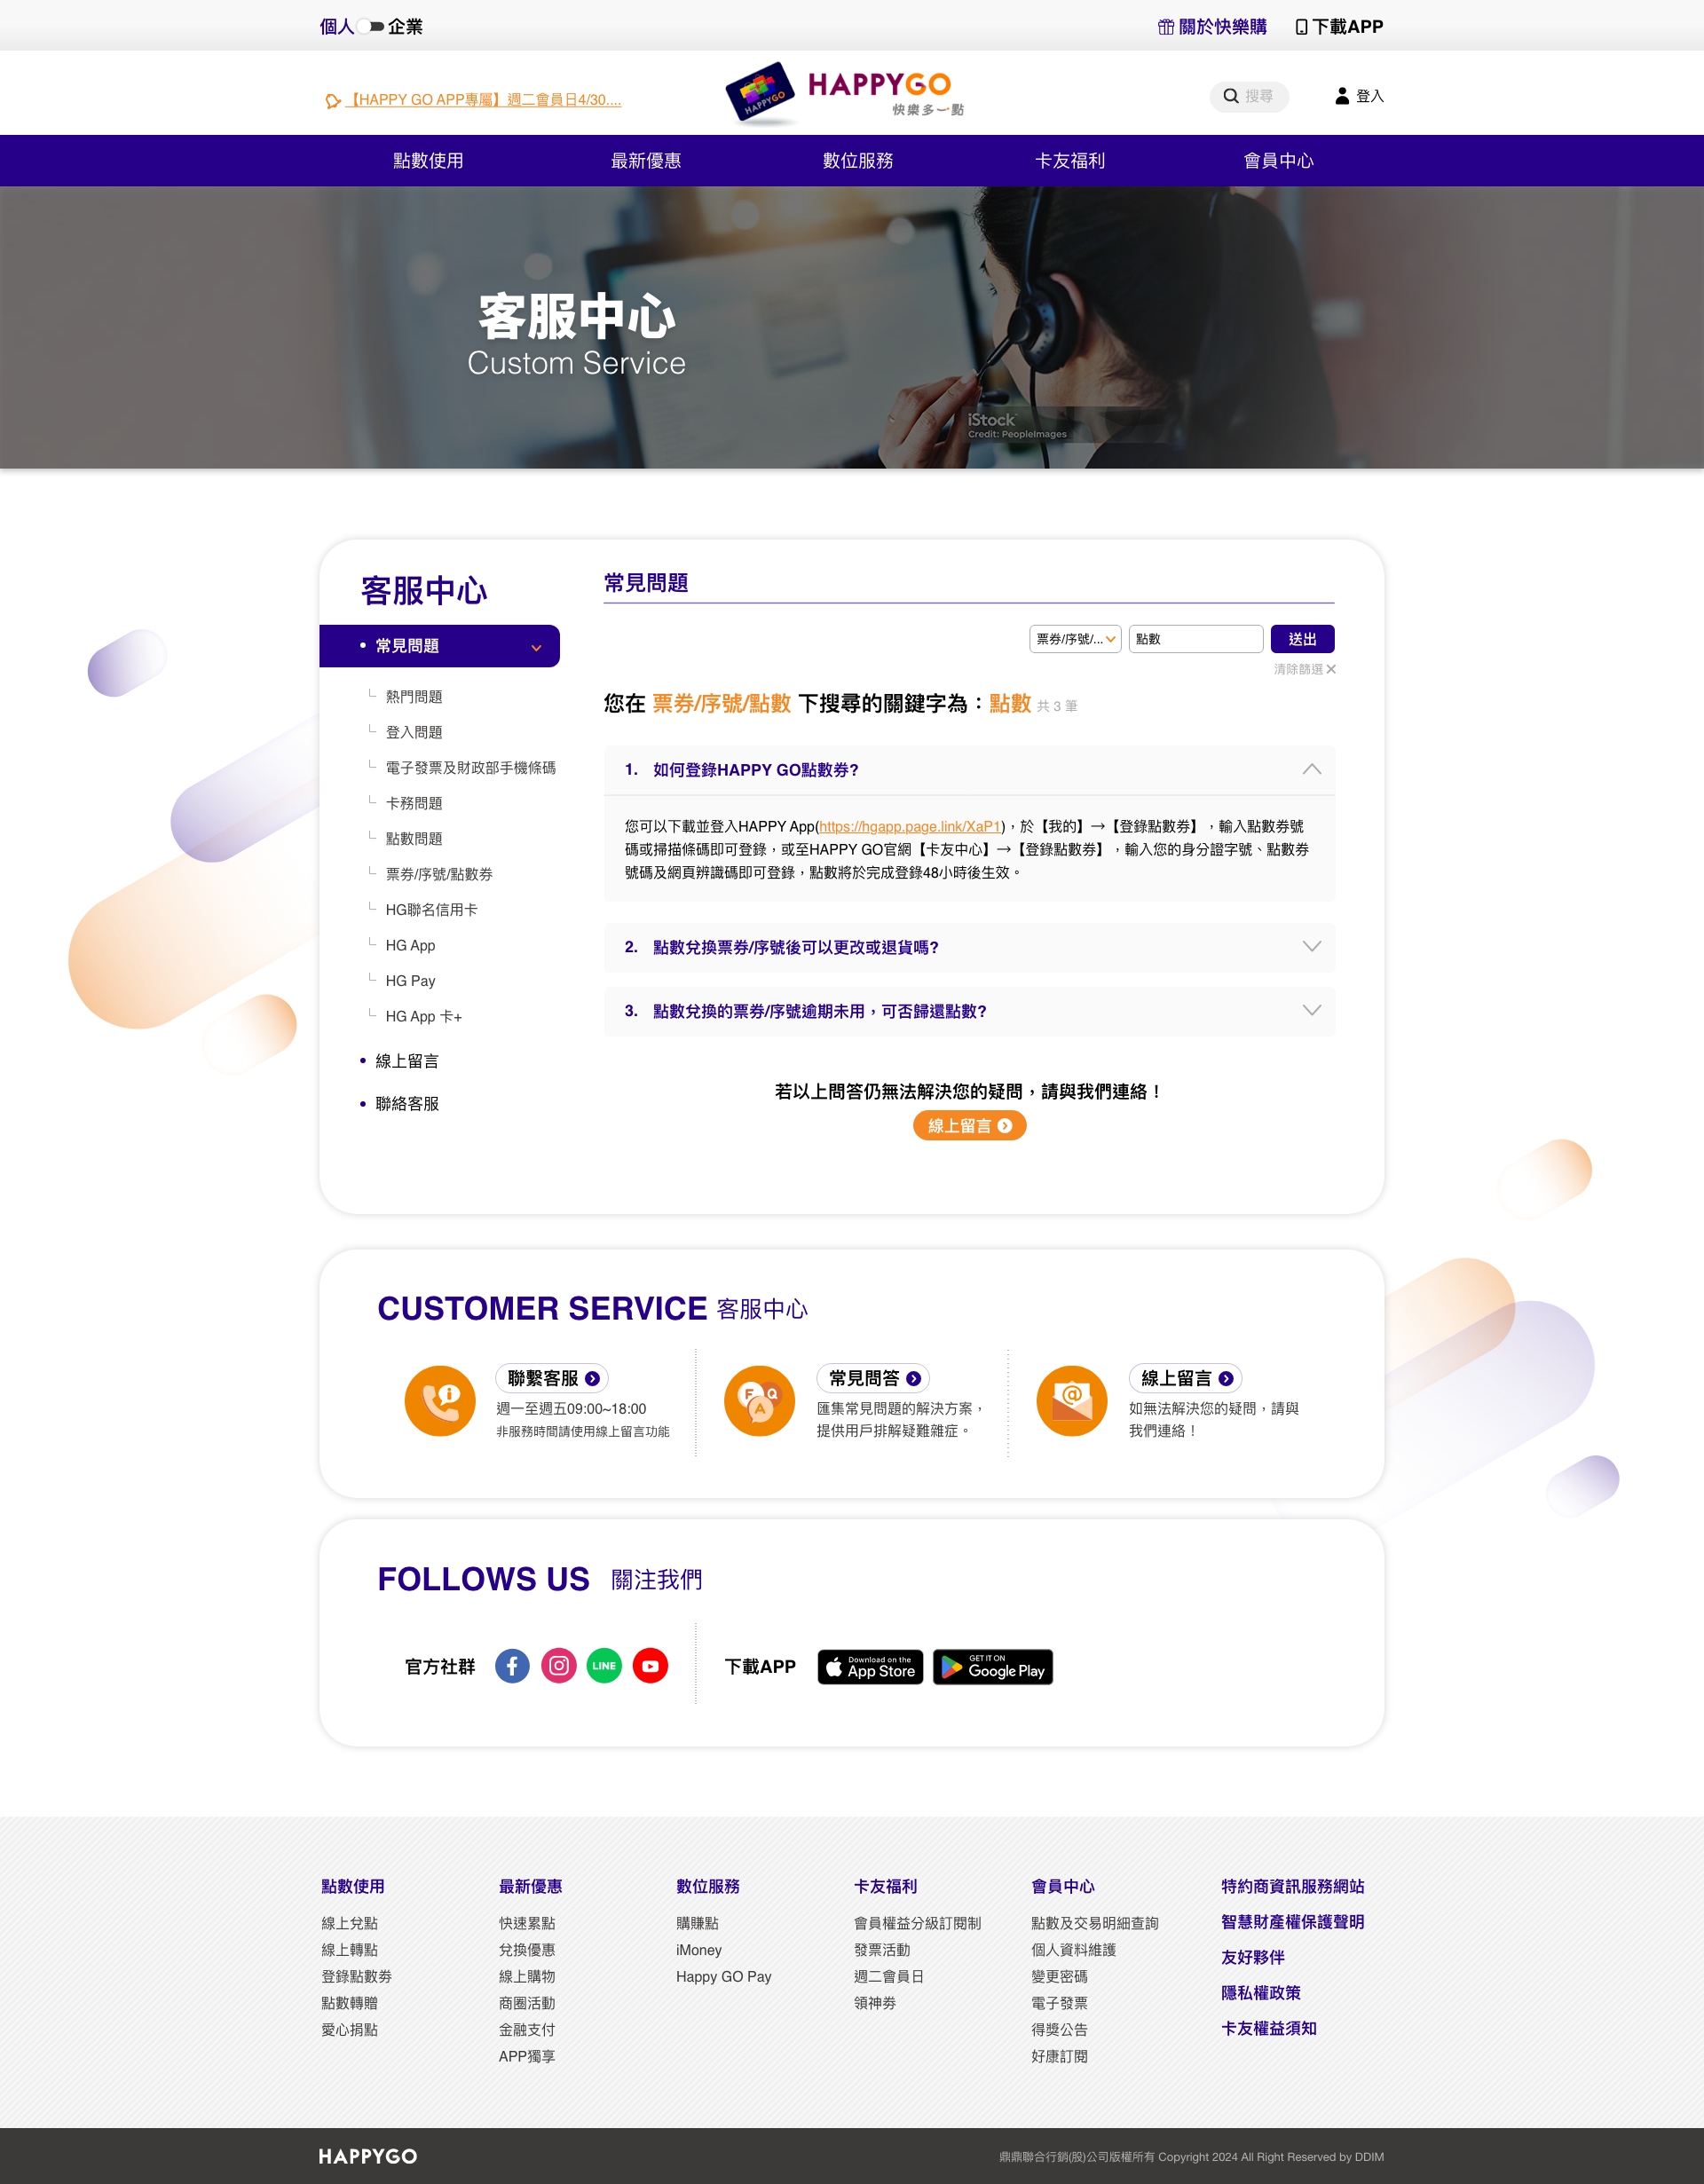 個人 企業
關於快樂購 下載APP
【HAPPY GO APP專屬】週二會員日4/30....
HAPPYGO
HAPPYGO
快樂多一點
搜尋
登入
點數使用 最新優惠 數位服務 卡友福利 會員中心
客服中心
Custom Service
iStock
Credit: PeopleImages
客服中心
常見問題
熱門問題
登入問題
電子發票及財政部手機條碼
卡務問題
點數問題
票券/序號/點數券
HG聯名信用卡
HG App
HG Pay
HG App 卡+
線上留言
聯絡客服
常見問題
票券/序號/... 點數 送出
清除篩選
您在 票券/序號/點數 下搜尋的關鍵字為：點數 共 3 筆
1. 如何登錄HAPPY GO點數券?
您可以下載並登入HAPPY App(https://hgapp.page.link/XaP1)，於【我的】→【登錄點數券】，輸入點數券號
碼或掃描條碼即可登錄，或至HAPPY GO官網【卡友中心】→【登錄點數券】，輸入您的身分證字號、點數券
號碼及網頁辨識碼即可登錄，點數將於完成登錄48小時後生效。
2. 點數兌換票券/序號後可以更改或退貨嗎?
3. 點數兌換的票券/序號逾期未用，可否歸還點數?
若以上問答仍無法解決您的疑問，請與我們連絡！
線上留言
CUSTOMER SERVICE 客服中心
聯繫客服
週一至週五09:00~18:00
非服務時間請使用線上留言功能
F Q A
常見問答
匯集常見問題的解決方案，
提供用戶排解疑難雜症。
線上留言
如無法解決您的疑問，請與
我們連絡！
FOLLOWS US 關注我們
官方社群
LINE
下載APP
Download on the
App Store
GET IT ON
Google Play
點數使用
線上兌點
線上轉點
登錄點數券
點數轉贈
愛心捐點
最新優惠
快速累點
兌換優惠
線上購物
商圈活動
金融支付
APP獨享
數位服務
購賺點
iMoney
Happy GO Pay
卡友福利
會員權益分級訂閱制
發票活動
週二會員日
領神券
會員中心
點數及交易明細查詢
個人資料維護
變更密碼
電子發票
得獎公告
好康訂閱
特約商資訊服務網站
智慧財產權保護聲明
友好夥伴
隱私權政策
卡友權益須知
HAPPYGO
鼎鼎聯合行銷(股)公司版權所有 Copyright 2024 All Right Reserved by DDIM